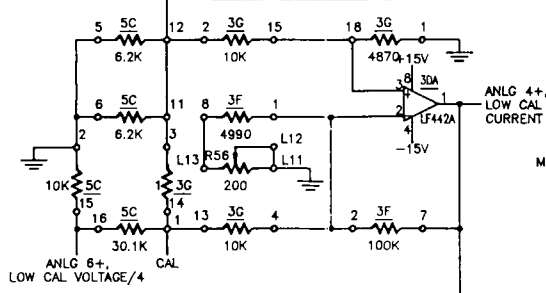 5 5C 12 2 3G 15 18 3G 1
6.2K 10K 4870 +15V
8 3DA
3 + 1 ANLG 4+,
6 5C 11 8 3F 1 2 - LF442A LOW CAL
6.2K 4990 4 CURRENT
2 3 L12 -15V
R56 M
L13 L11
10K 5C 1 3G 200
15 14
16 5C 1 13 3G 4 2 3F 7
30.1K 10K 100K
ANLG 6+, CAL
LOW CAL VOLTAGE/4